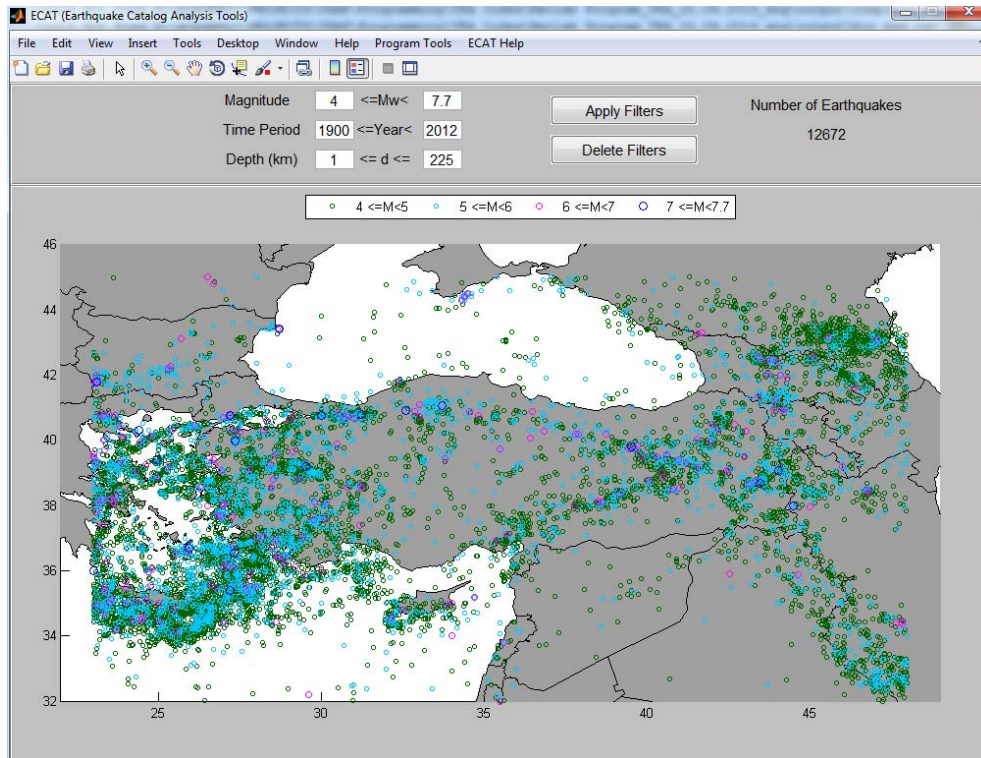 ECAT (Earthquake Catalog Analysis Tools)
File Edit View Insert Tools Desktop Window Help Program Tools ECAT Help
Magnitude 4 <=Mw< 7.7
Time Period 1900 <=Year< 2012
Depth (km) 1 <= d <= 225
Apply Filters
Delete Filters
Number of Earthquakes
12672
4 <=M<5 5 <=M<6 6 <=M<7 7 <=M<7.7
46
44
42
40
38
36
34
32
25 30 35 40 45